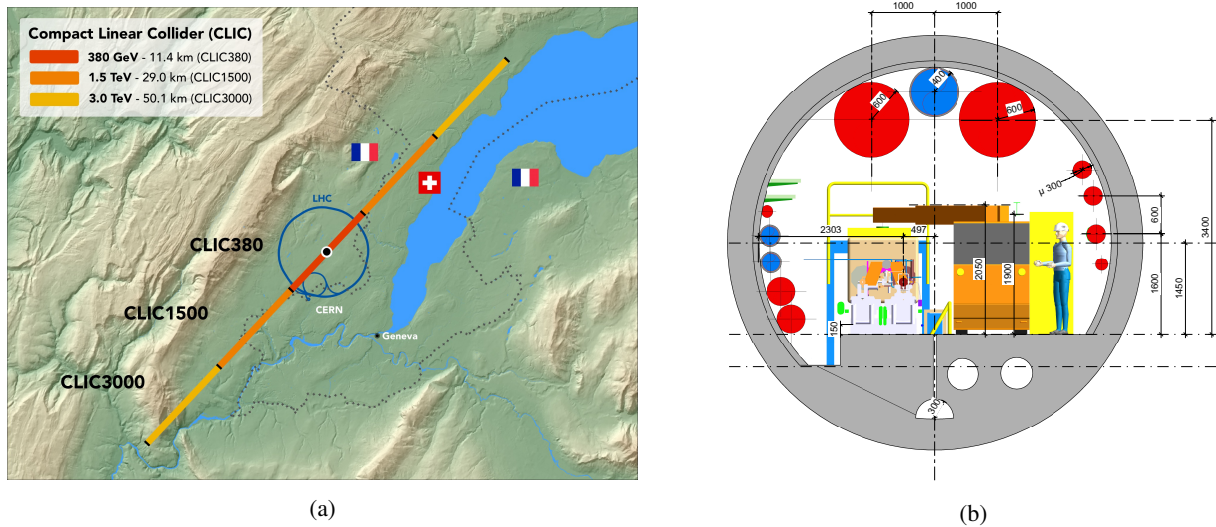 Compact Linear Collider (CLIC)
380 GeV - 11.4 km (CLIC380)
1.5 TeV - 29.0 km (CLIC1500)
3.0 TeV - 50.1 km (CLIC3000)
LHC
CLIC380
CLIC1500
CERN
Geneva
CLIC3000
(a)
1000
1000
400
600
600
µ 300
2303
497
600
3400
2050
1900
1600
1450
150
300
(b)